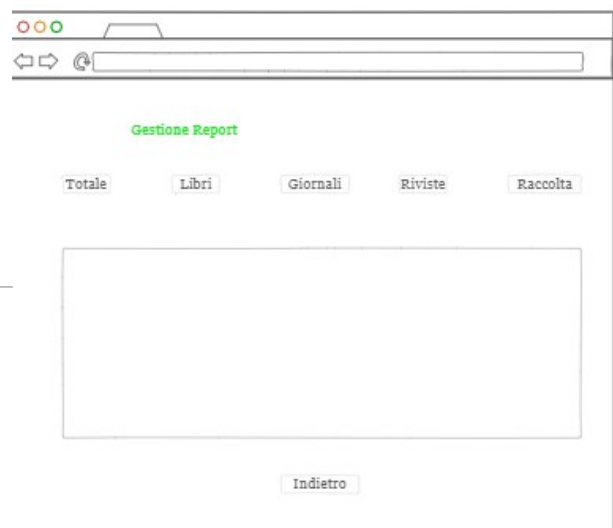 Gestione Report
Totale Libri Giornali Riviste Raccolta
Indietro